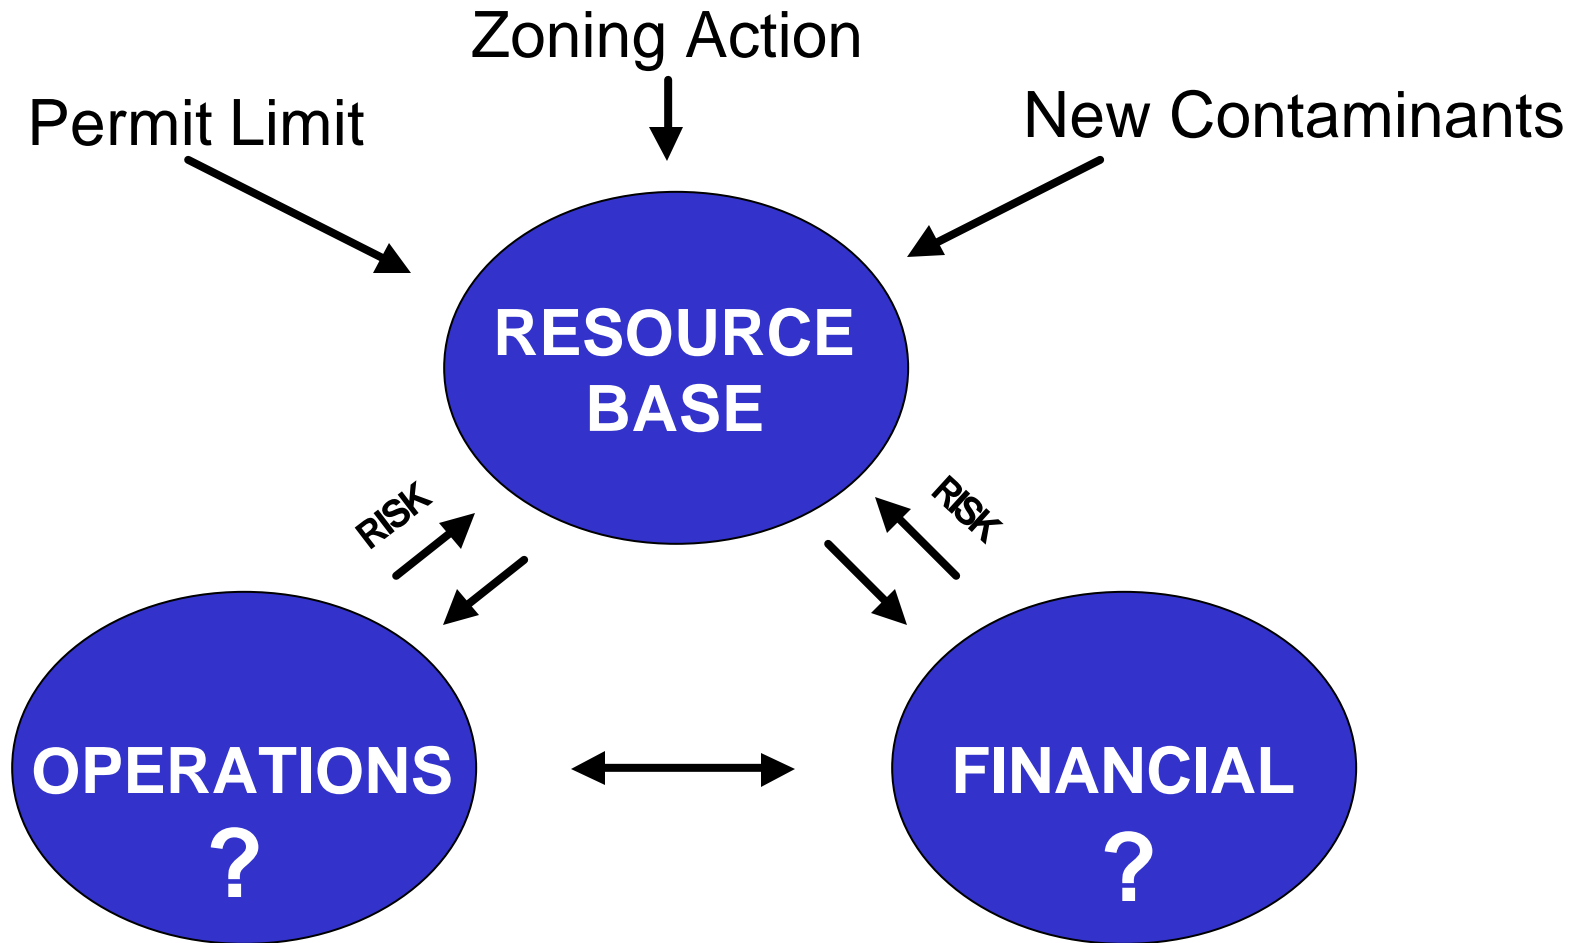 Zoning Action
Permit Limit
New Contaminants
RESOURCE
BASE
RISK
RISK
OPERATIONS
?
FINANCIAL
?